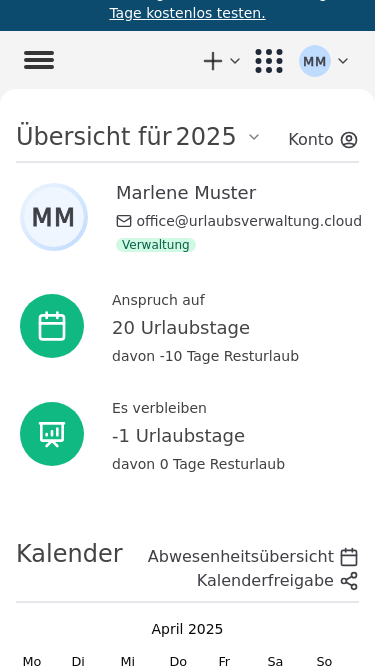 Tage kostenlos testen.
MM
Übersicht für 2025
Konto
MM
Marlene Muster
office@urlaubsverwaltung.cloud
Verwaltung
Anspruch auf
20 Urlaubstage
davon -10 Tage Resturlaub
Es verbleiben
-1 Urlaubstage
davon 0 Tage Resturlaub
Kalender
Abwesenheitsübersicht
Kalenderfreigabe
April 2025
Mo Di Mi Do Fr Sa So